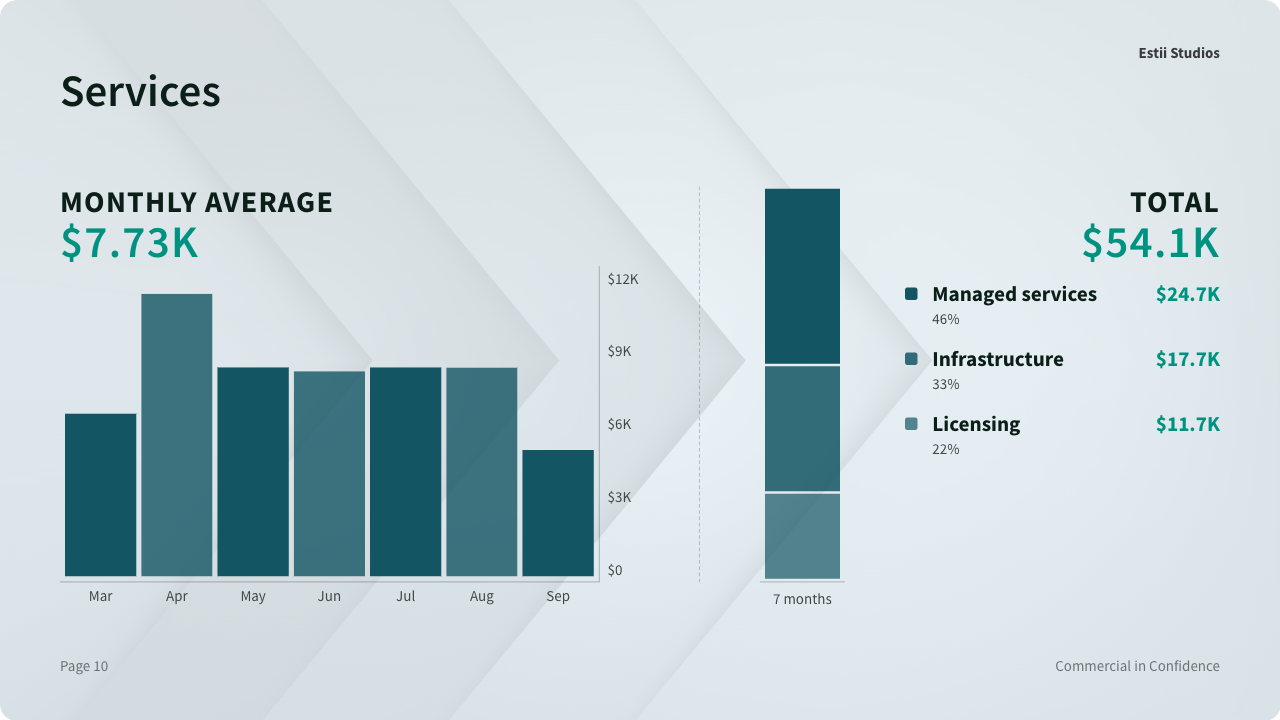 Estii Studios
Services
MONTHLY AVERAGE
$7.73K
$12K
$9K
$6K
$3K
$0
Mar Apr May Jun Jul Aug Sep
7 months
TOTAL
$54.1K
Managed services $24.7K
46%
Infrastructure $17.7K
33%
Licensing $11.7K
22%
Page 10
Commercial in Confidence